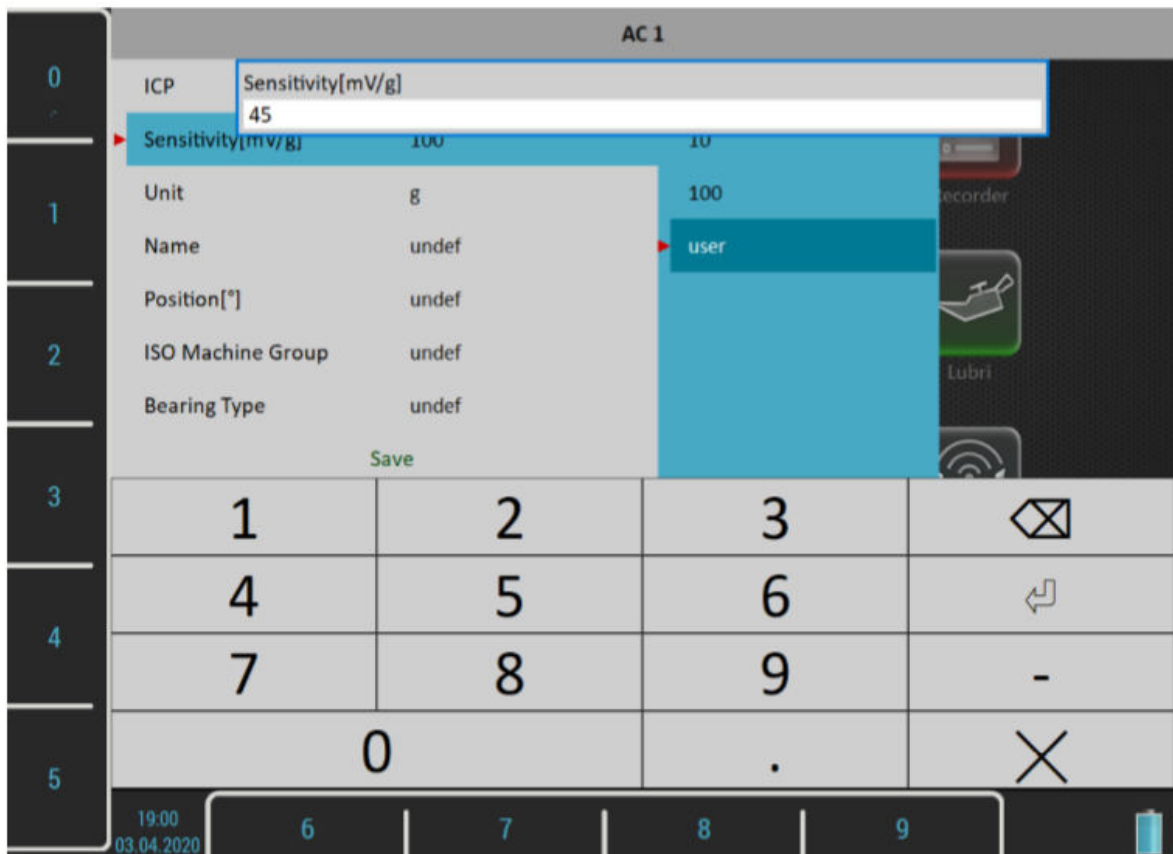 AC 1
0
ICP
Sensitivity[mV/g]
45
Sensitivity[mV/g] 100 10
1
Unit g 100
Recorder
Name undef user
Position[°] undef
2
ISO Machine Group undef
Lubri
Bearing Type undef
Save
3
1 2 3
4 5 6
4
7 8 9 -
0 .
5
19:00
03.04.2020
6 7 8 9